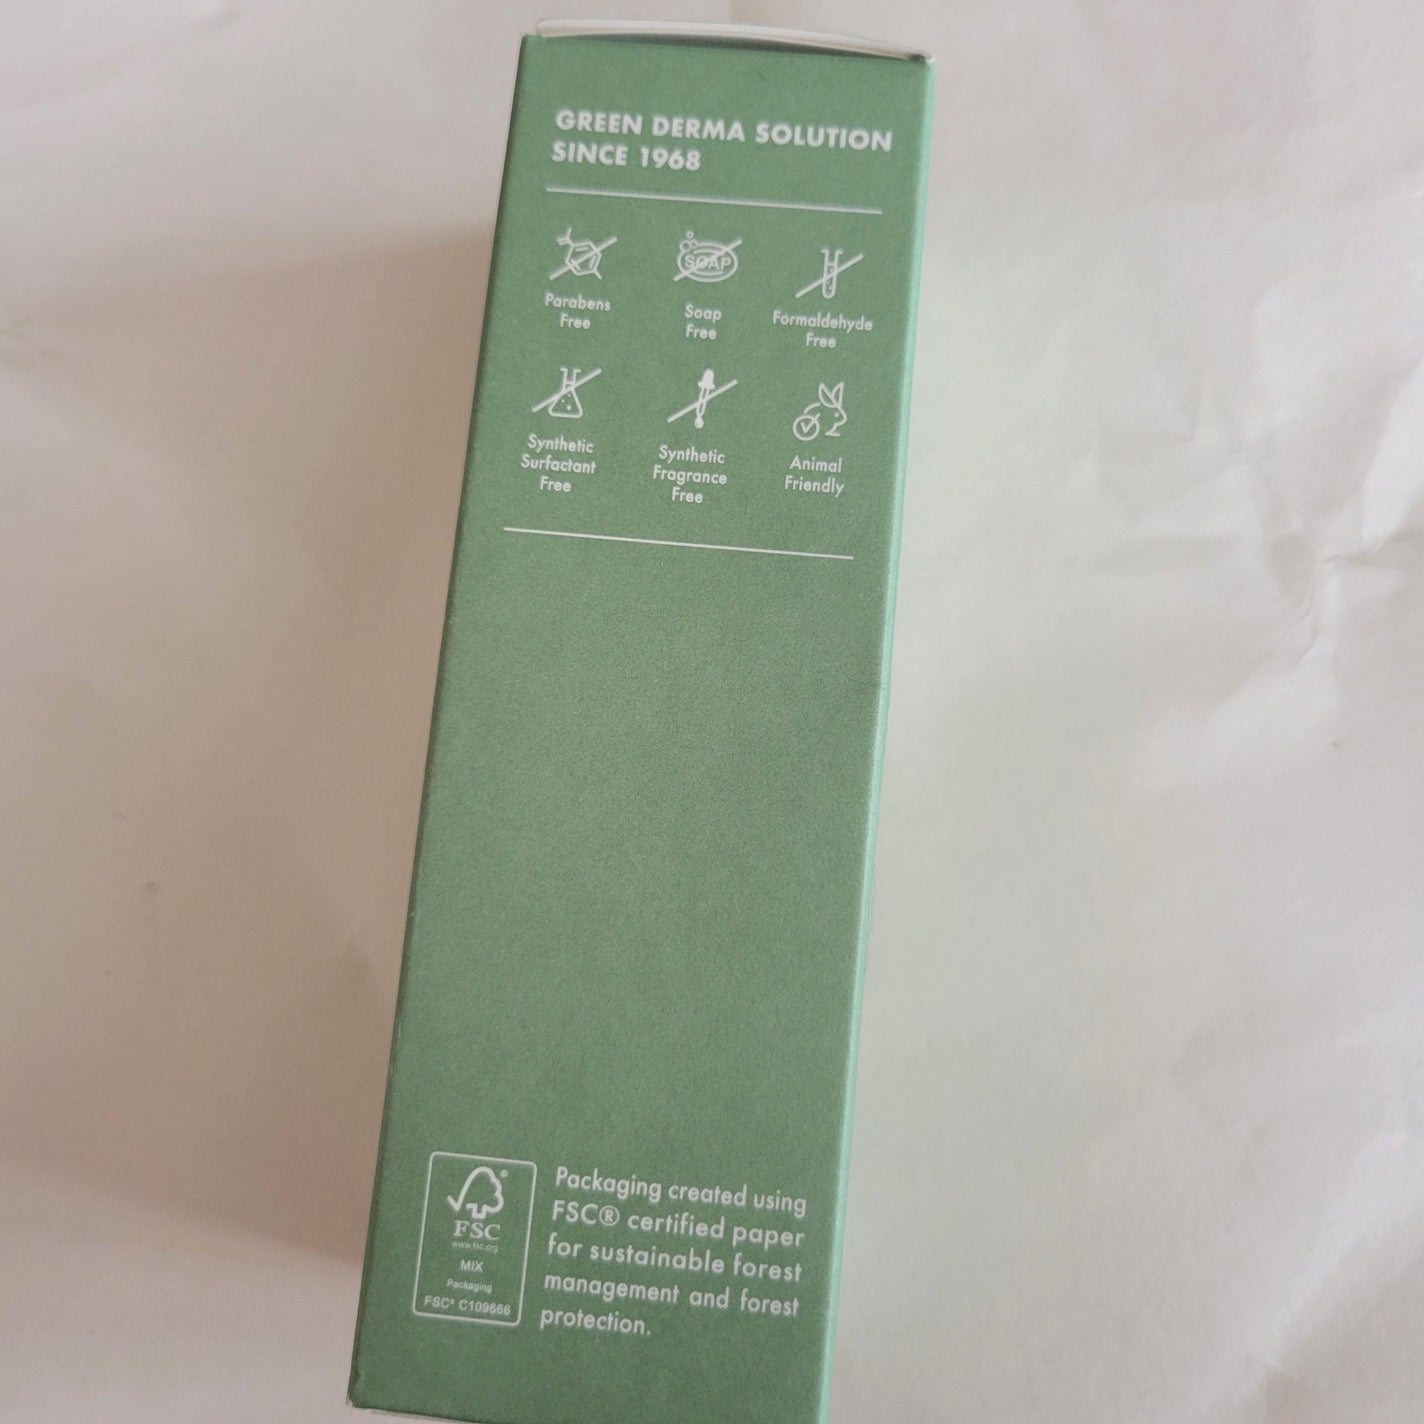 GREEN DERMA SOLUTION
SINCE 1968
SOAP
Parabens
Free
Soap
Free
Formaldehyde
Free
Synthetic
Surfactant
Free
Synthetic
Fragrance
Free
Animal
Friendly
®
FSC
www.fsc.org
MIX
Packaging
FSC® C109666
Packaging created using
FSC® certified paper
for sustainable forest
management and forest
protection.